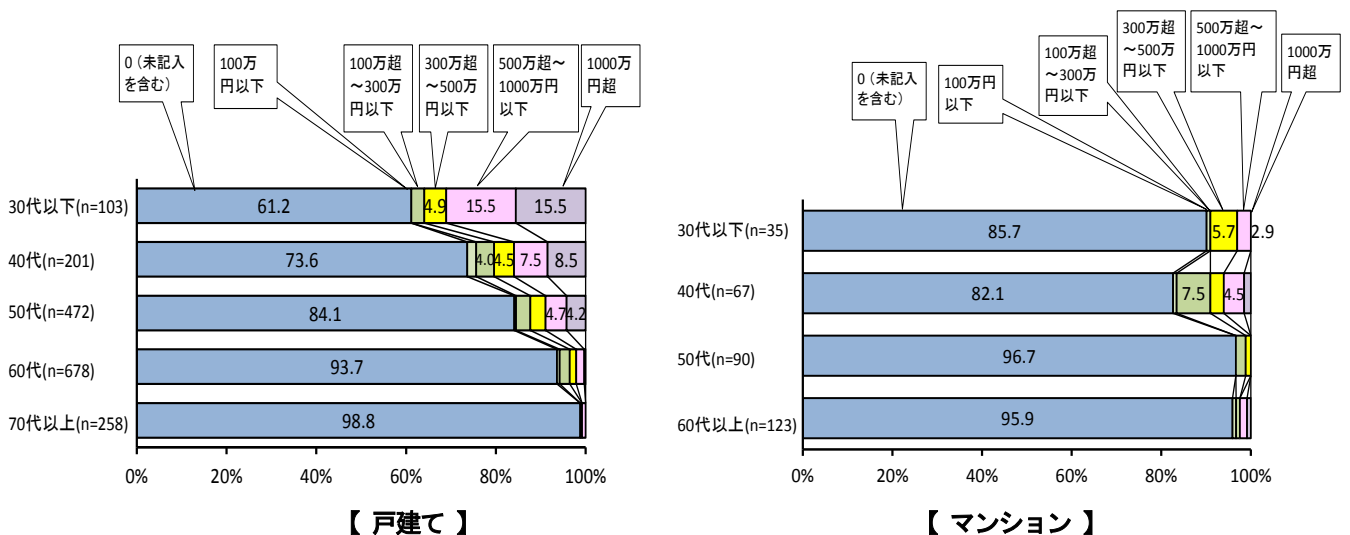 0（未記入
を含む）
100万
円以下
100万超
～300万
円以下
300万超
～500万
円以下
500万超～
1000万円
以下
1000万
円超
30代以下(n=103)
61.2
4.9
15.5
15.5
40代(n=201)
73.6
4.0
4.5
7.5
8.5
50代(n=472)
84.1
4.7
4.2
60代(n=678)
93.7
70代以上(n=258)
98.8
0%
20%
40%
60%
80%
100%
【 戸建て 】
0（未記入
を含む）
100万円
以下
100万超
～300万
円以下
300万超
～500万
円以下
500万超～
1000万円
以下
1000万
円超
30代以下(n=35)
85.7
5.7
2.9
40代(n=67)
82.1
7.5
4.5
50代(n=90)
96.7
60代以上(n=123)
95.9
0%
20%
40%
60%
80%
100%
【 マンション 】